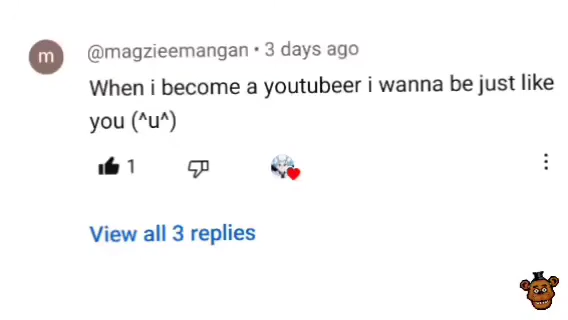 m
@magzieemangan • 3 days ago
When i become a youtubeer i wanna be just like
you (^u^)
1
View all 3 replies